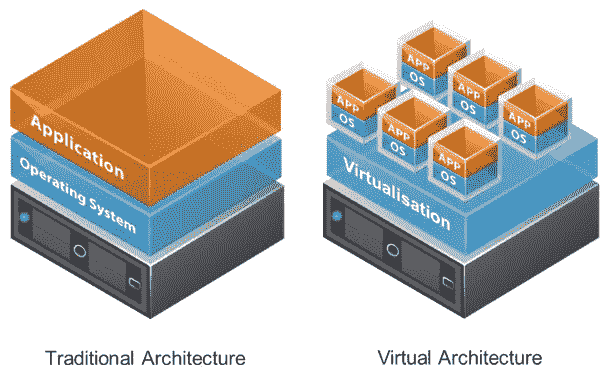 Application
Operating System
APP
OS
APP
OS
APP
OS
APP
OS
APP
OS
APP
OS
Virtualisation
Traditional Architecture
Virtual Architecture